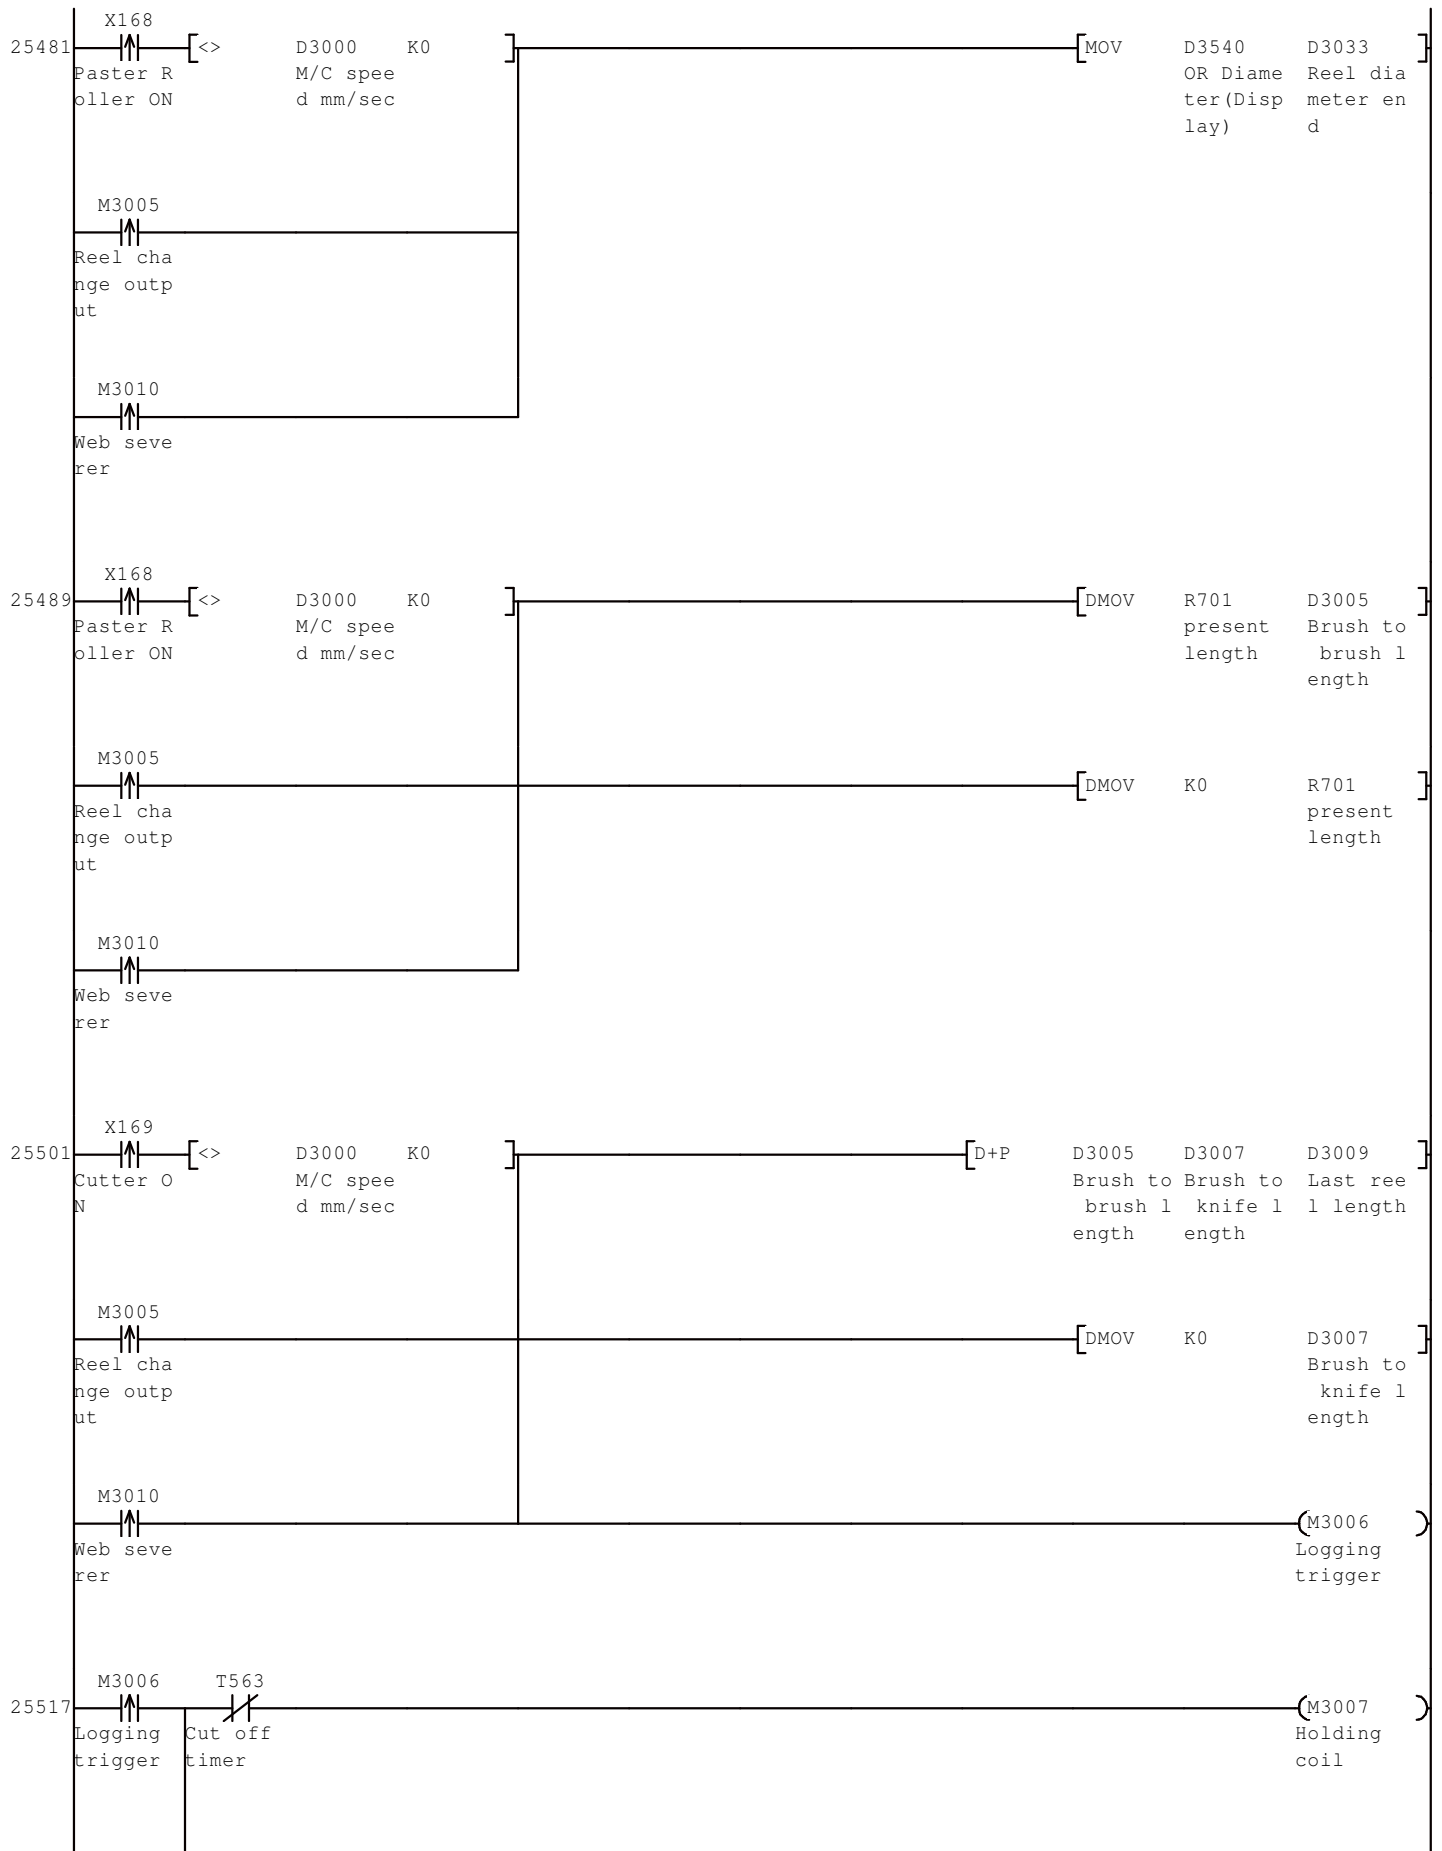 X168
25481 <> D3000 K0 MOV D3540 D3033
Paster R M/C spee OR Diame Reel dia
oller ON d mm/sec ter(Disp meter en
lay) d
M3005
Reel cha
nge outp
ut
M3010
Web seve
rer
X168
25489 <> D3000 K0 DMOV R701 D3005
Paster R M/C spee present Brush to
oller ON d mm/sec length brush l
ength
M3005
DMOV K0 R701
Reel cha present
nge outp length
ut
M3010
Web seve
rer
X169
25501 <> D3000 K0 D+P D3005 D3007 D3009
Cutter O M/C spee Brush to Brush to Last ree
N d mm/sec brush l knife l l length
ength ength
M3005
DMOV K0 D3007
Reel cha Brush to
nge outp knife l
ut ength
M3010
M3006
Web seve Logging
rer trigger
M3006 T563
25517 M3007
Logging Cut off Holding
trigger timer coil